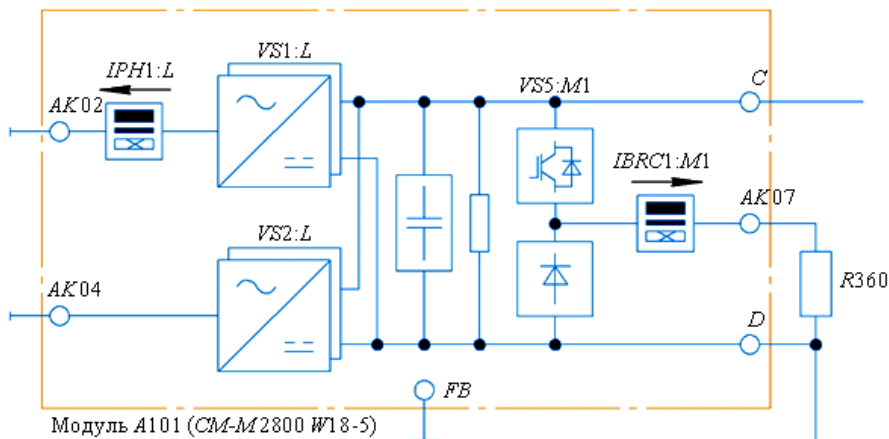 VS1:L
IPH1:L
VS5:M1
C
AK02
IBRC1:M1
AK07
VS2:L
AK04
R360
D
FB
Модуль A101 (CM-M2800 W18-5)